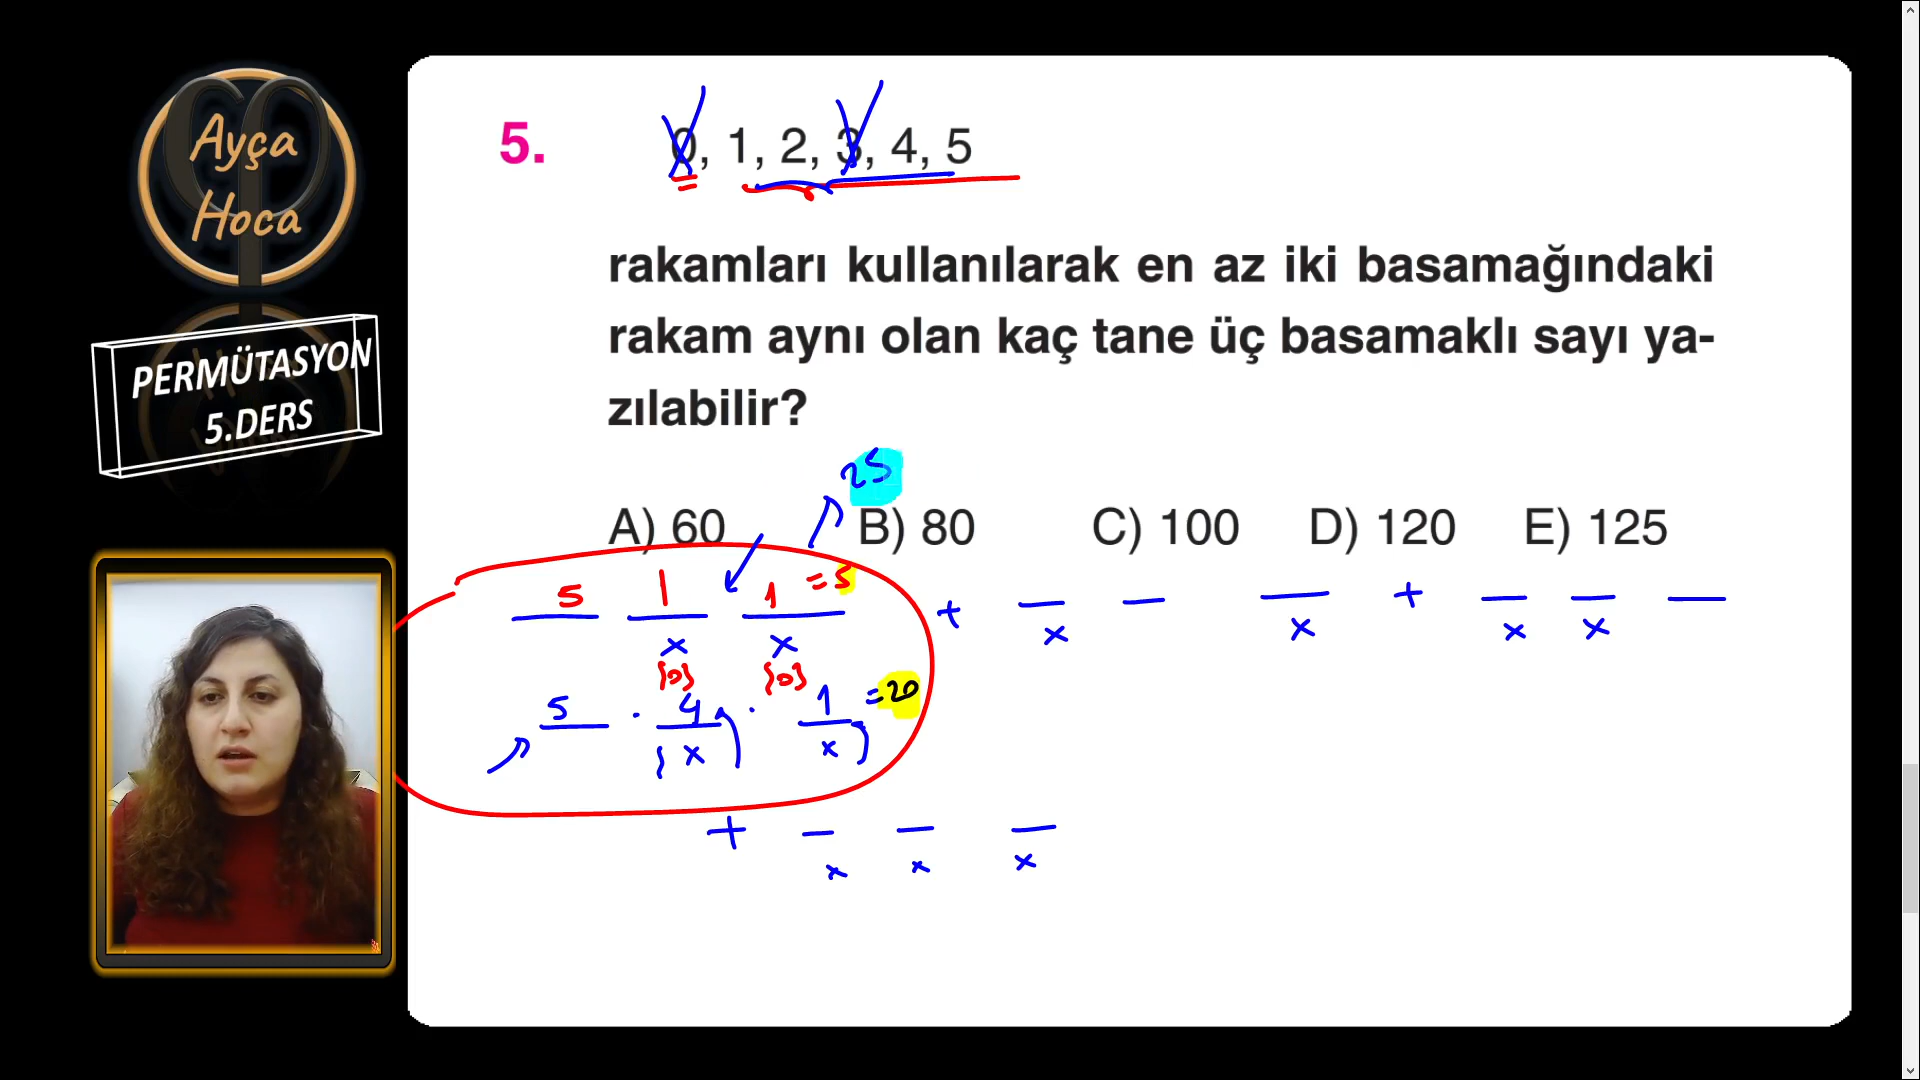 Ayça
Hoca
PERMÜTASYON
5.DERS
5. 0, 1, 2, 3, 4, 5
rakamları kullanılarak en az iki basamağındaki
rakam aynı olan kaç tane üç basamaklı sayı ya-
zılabilir?
25
A) 60 B) 80 C) 100 D) 120 E) 125
5 1 1 = 5 + +
x x x x x x
{0} {0}
5 . 4 . 1 = 20
{x} x}
+
x x x